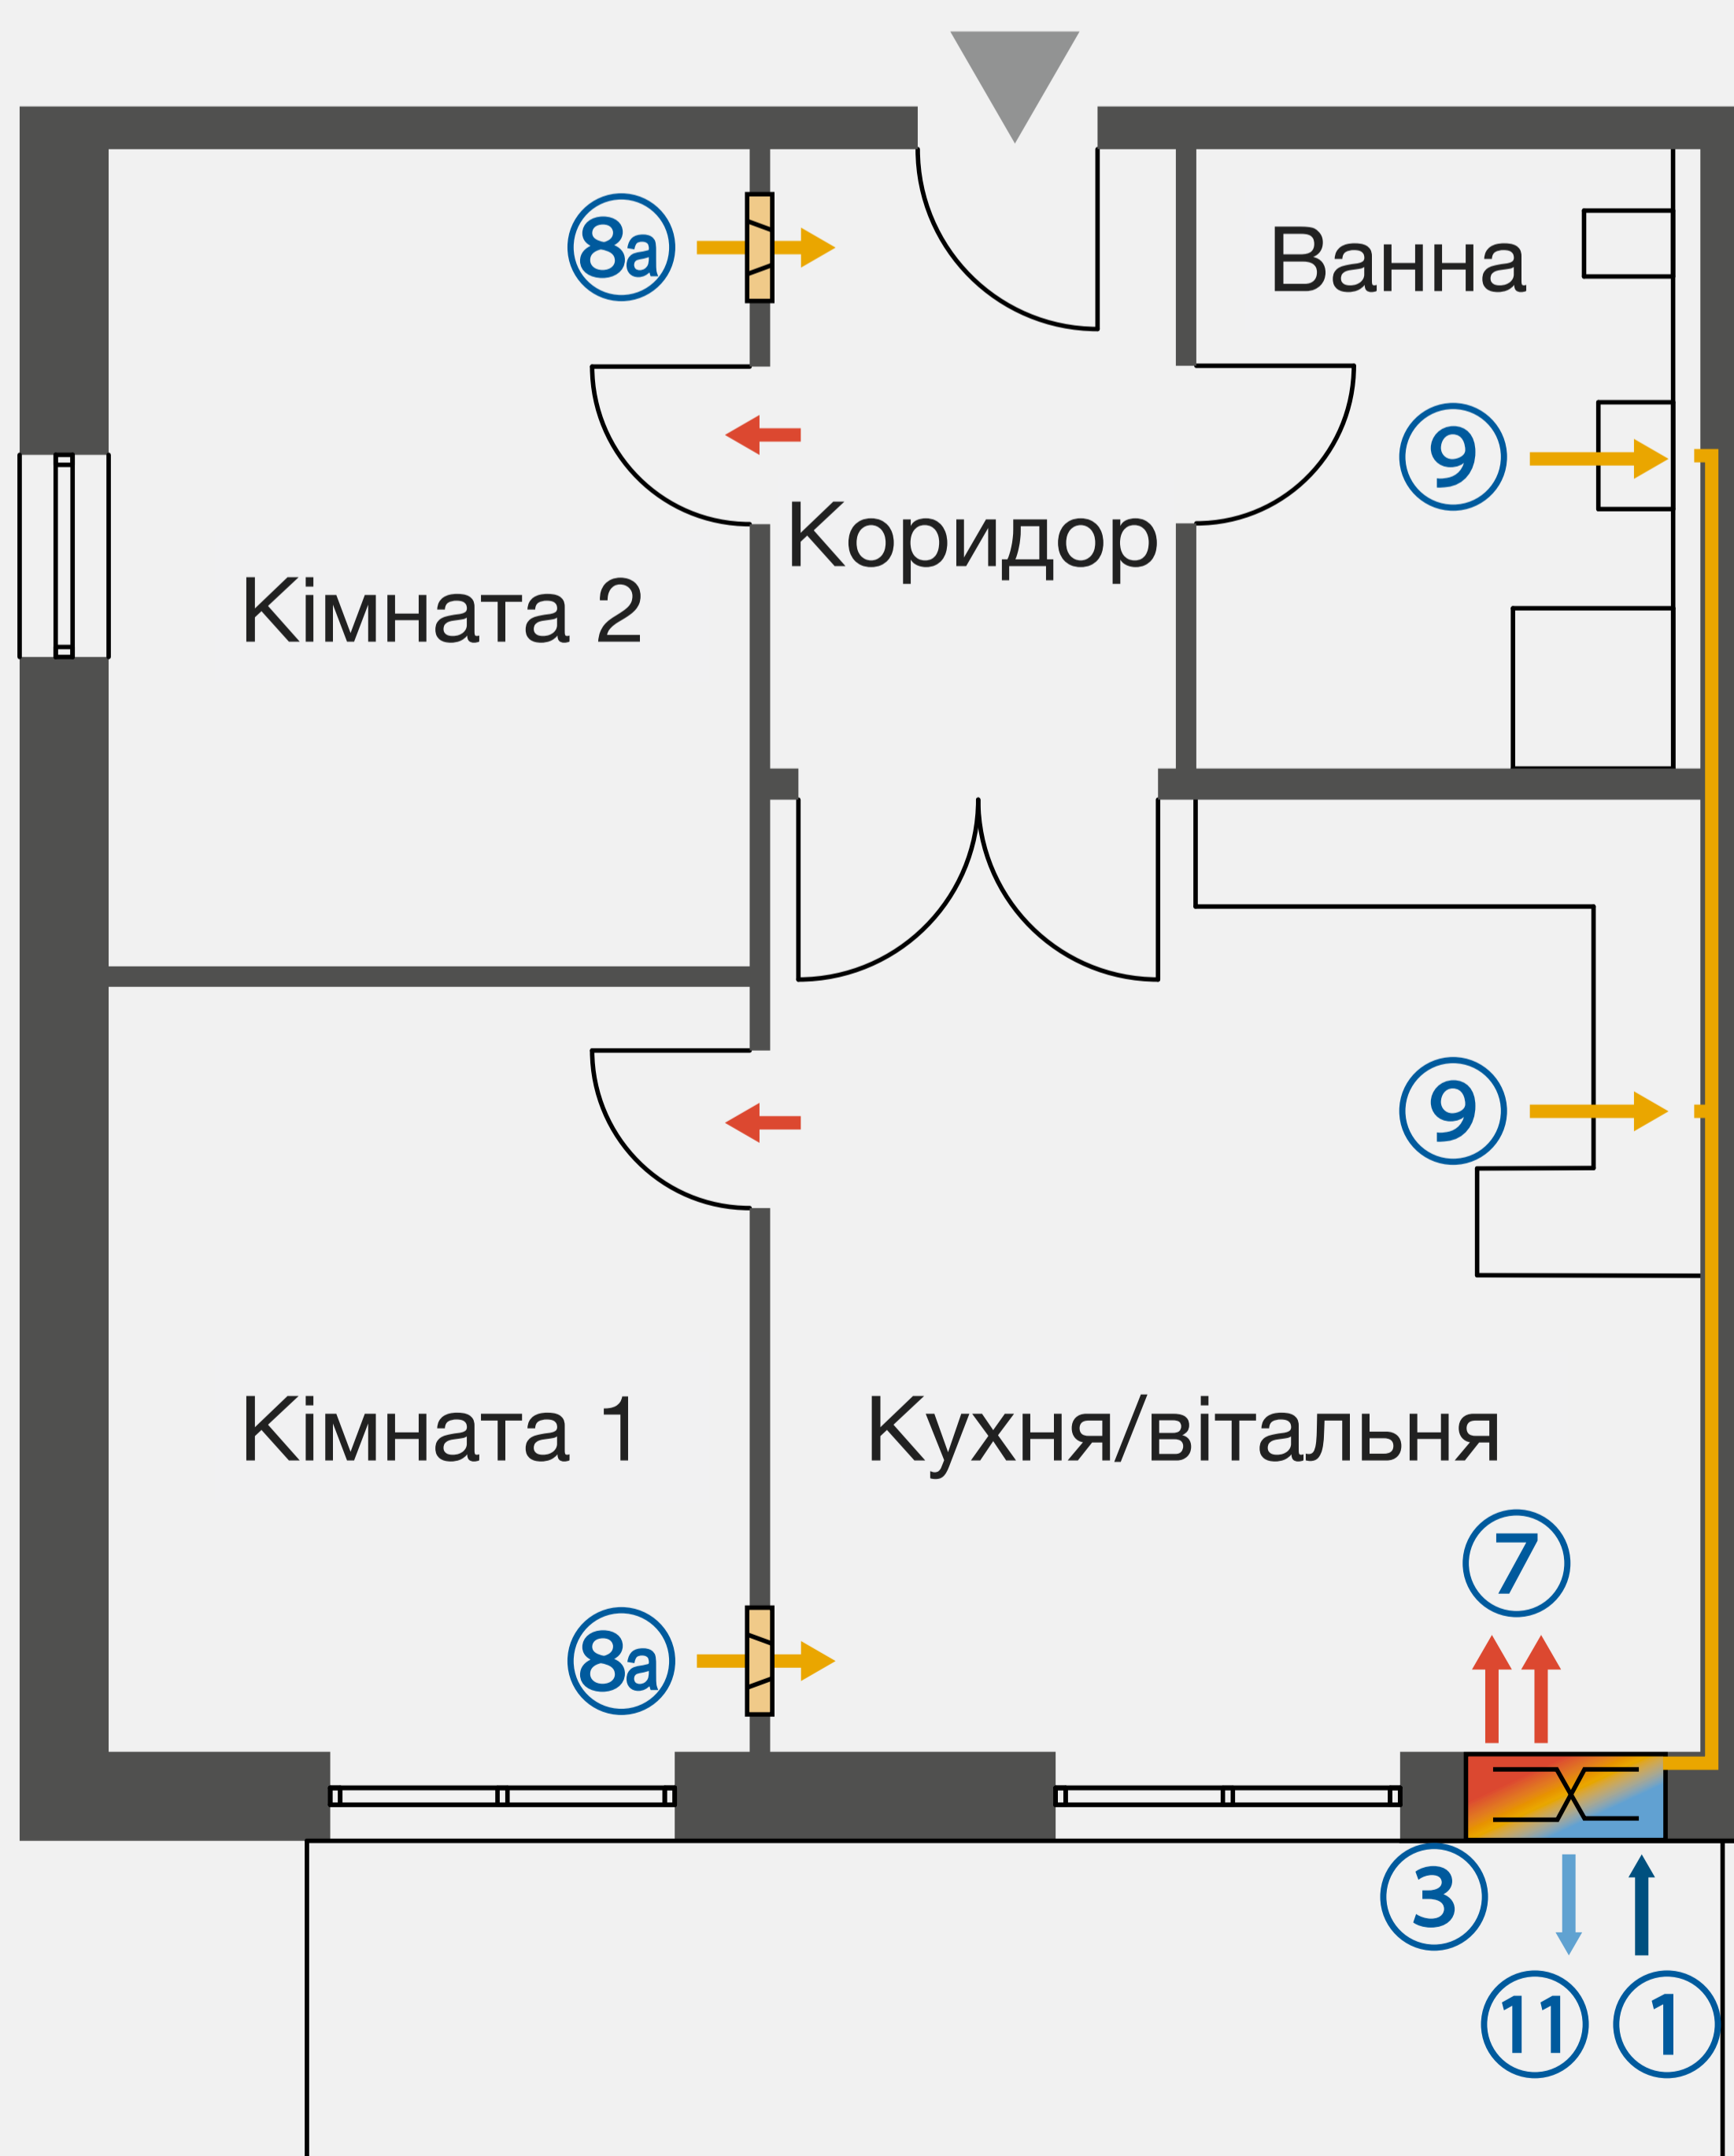 8a
Ванна
9
Коридор
Кімната 2
9
Кімната 1
Кухня/вітальня
7
8a
3
11
1